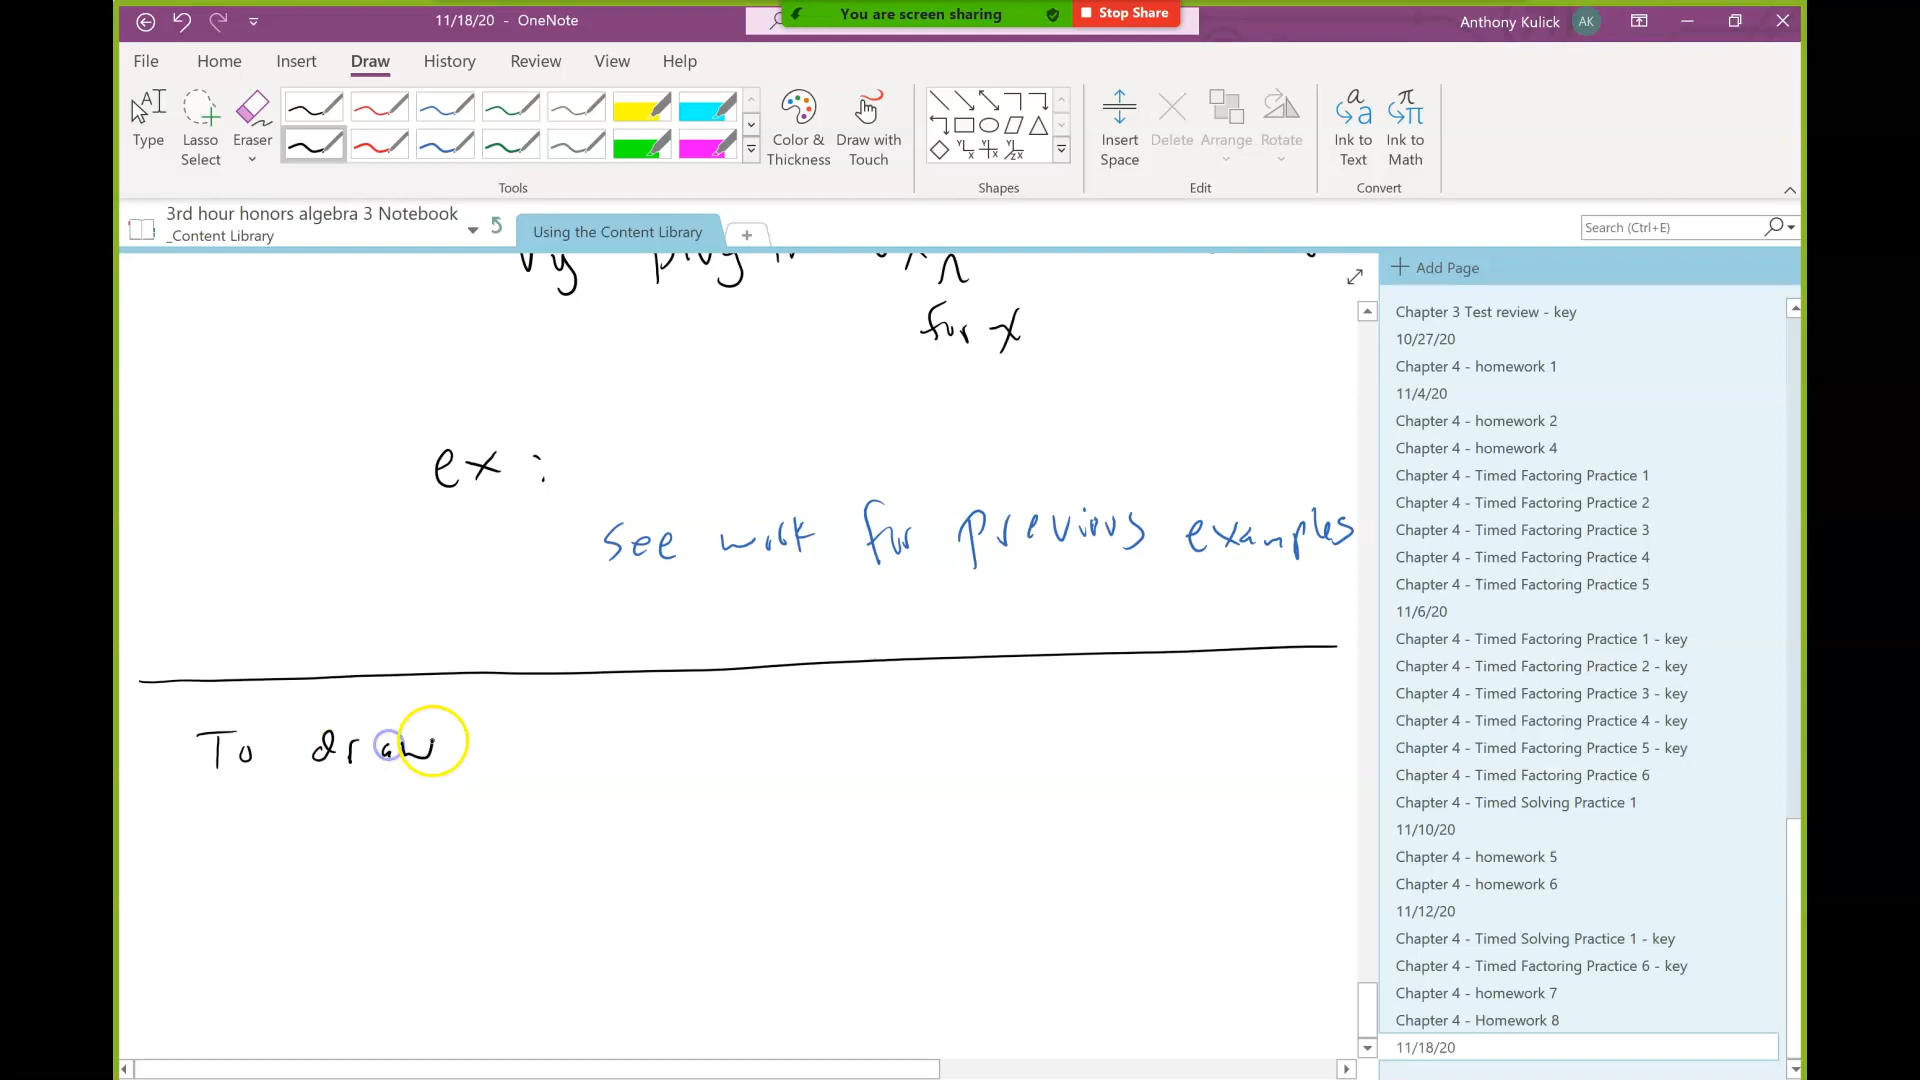 11/18/20 - OneNote
You are screen sharing
Stop Share
Anthony Kulick
AK
File Home Insert Draw History Review View Help
Type
Lasso Select
Eraser
Color & Thickness
Draw with Touch
Insert Space
Delete
Arrange
Rotate
Ink to Text
Ink to Math
Tools
Shapes
Edit
Convert
3rd hour honors algebra 3 Notebook
_Content Library
Using the Content Library
Search (Ctrl+E)
for x
ex :
see work for previous examples
To draw
Add Page
Chapter 3 Test review - key
10/27/20
Chapter 4 - homework 1
11/4/20
Chapter 4 - homework 2
Chapter 4 - homework 4
Chapter 4 - Timed Factoring Practice 1
Chapter 4 - Timed Factoring Practice 2
Chapter 4 - Timed Factoring Practice 3
Chapter 4 - Timed Factoring Practice 4
Chapter 4 - Timed Factoring Practice 5
11/6/20
Chapter 4 - Timed Factoring Practice 1 - key
Chapter 4 - Timed Factoring Practice 2 - key
Chapter 4 - Timed Factoring Practice 3 - key
Chapter 4 - Timed Factoring Practice 4 - key
Chapter 4 - Timed Factoring Practice 5 - key
Chapter 4 - Timed Factoring Practice 6
Chapter 4 - Timed Solving Practice 1
11/10/20
Chapter 4 - homework 5
Chapter 4 - homework 6
11/12/20
Chapter 4 - Timed Solving Practice 1 - key
Chapter 4 - Timed Factoring Practice 6 - key
Chapter 4 - homework 7
Chapter 4 - Homework 8
11/18/20